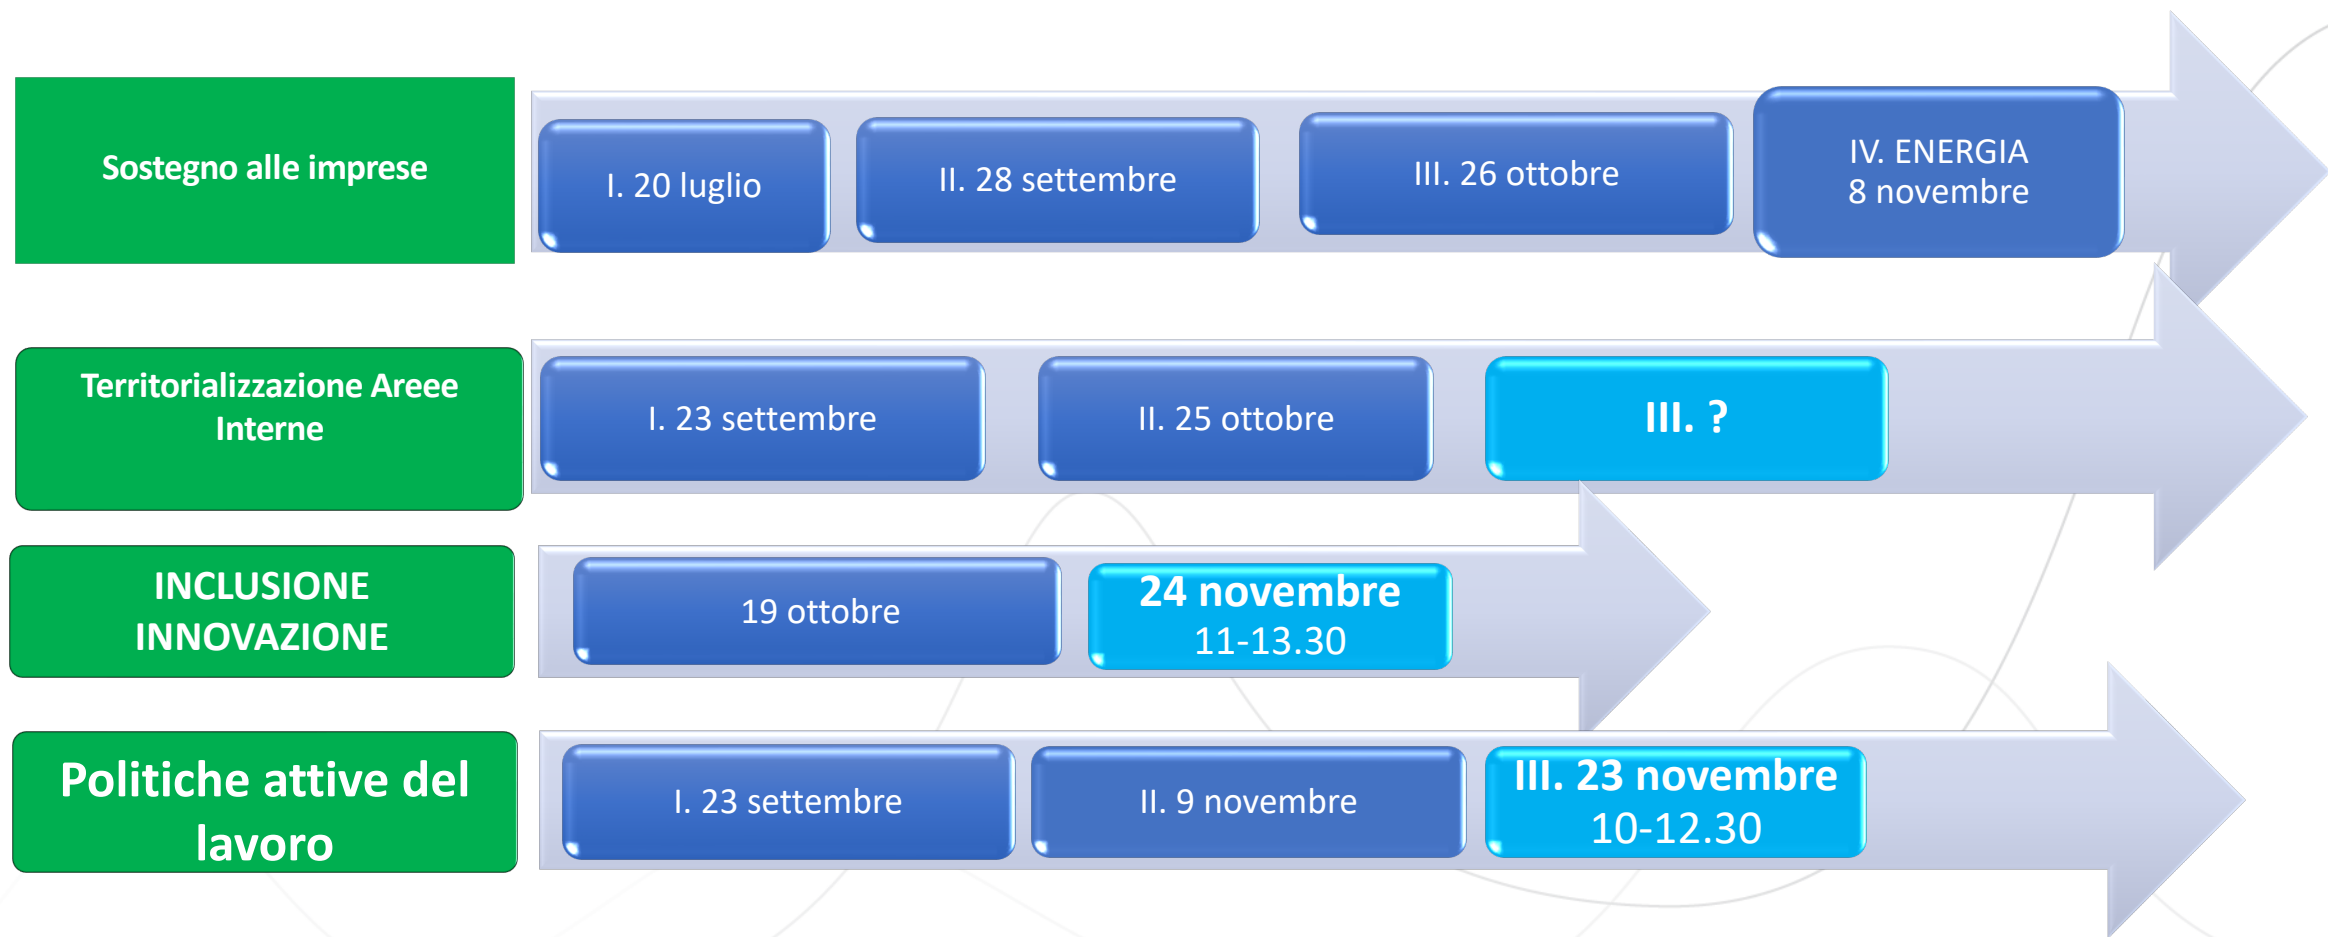 Sostegno alle imprese
I. 20 luglio
II. 28 settembre
III. 26 ottobre
IV. ENERGIA
8 novembre
Territorializzazione Areee
Interne
I. 23 settembre
II. 25 ottobre
III. ?
INCLUSIONE
INNOVAZIONE
19 ottobre
24 novembre
11-13.30
Politiche attive del
lavoro
I. 23 settembre
II. 9 novembre
III. 23 novembre
10-12.30